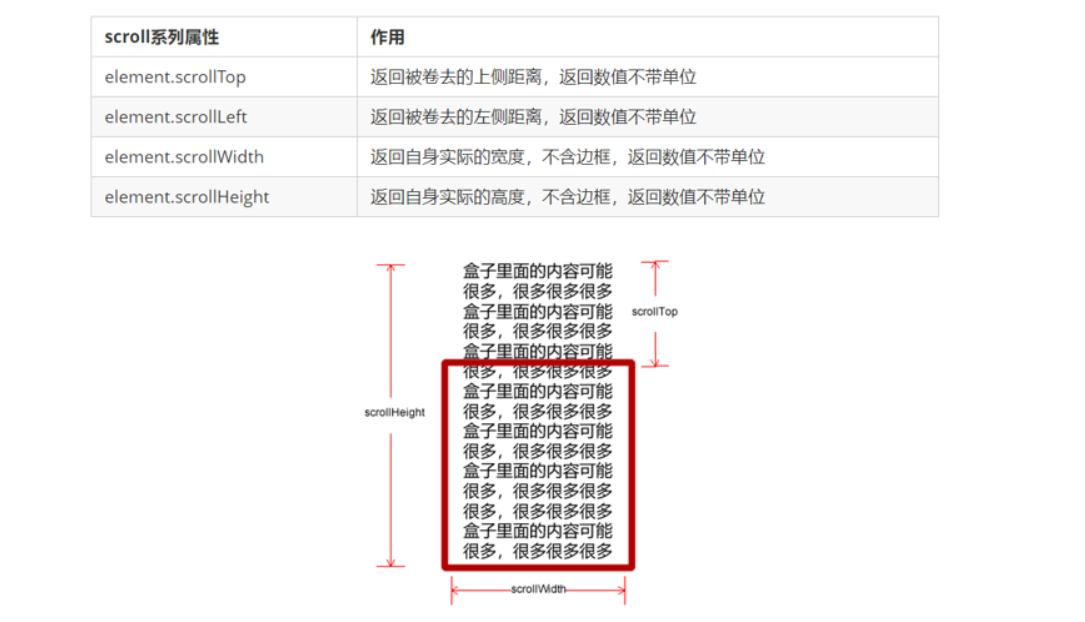 scroll系列属性 作用
element.scrollTop 返回被卷去的上侧距离，返回数值不带单位
element.scrollLeft 返回被卷去的左侧距离，返回数值不带单位
element.scrollWidth 返回自身实际的宽度，不含边框，返回数值不带单位
element.scrollHeight 返回自身实际的高度，不含边框，返回数值不带单位
盒子里面的内容可能
很多，很多很多很多
盒子里面的内容可能
scrollTop
很多，很多很多很多
盒子里面的内容可能
很多，很多很多很多
盒子里面的内容可能
scrollHeight
很多，很多很多很多
盒子里面的内容可能
很多，很多很多很多
盒子里面的内容可能
很多，很多很多很多
很多，很多很多很多
盒子里面的内容可能
很多，很多很多很多
scrollWidth